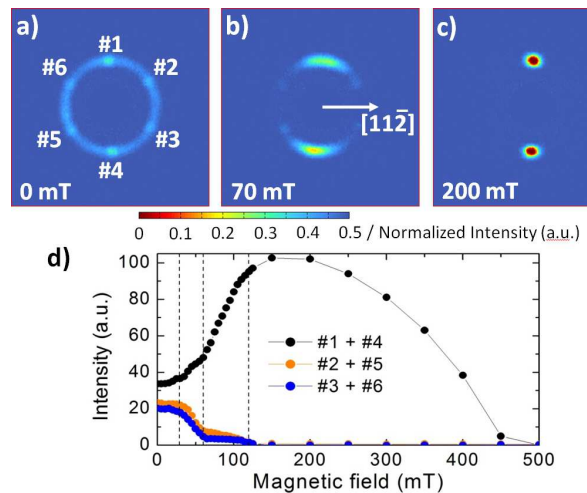 a)
#1
#6
#2
#5
#3
#4
0 mT
b)
[112̄]
70 mT
c)
200 mT
0 0.1 0.2 0.3 0.4 0.5 / Normalized Intensity (a.u.)
d)
100
80
60
40
20
0
Intensity (a.u.)
#1 + #4
#2 + #5
#3 + #6
0 100 200 300 400 500
Magnetic field (mT)